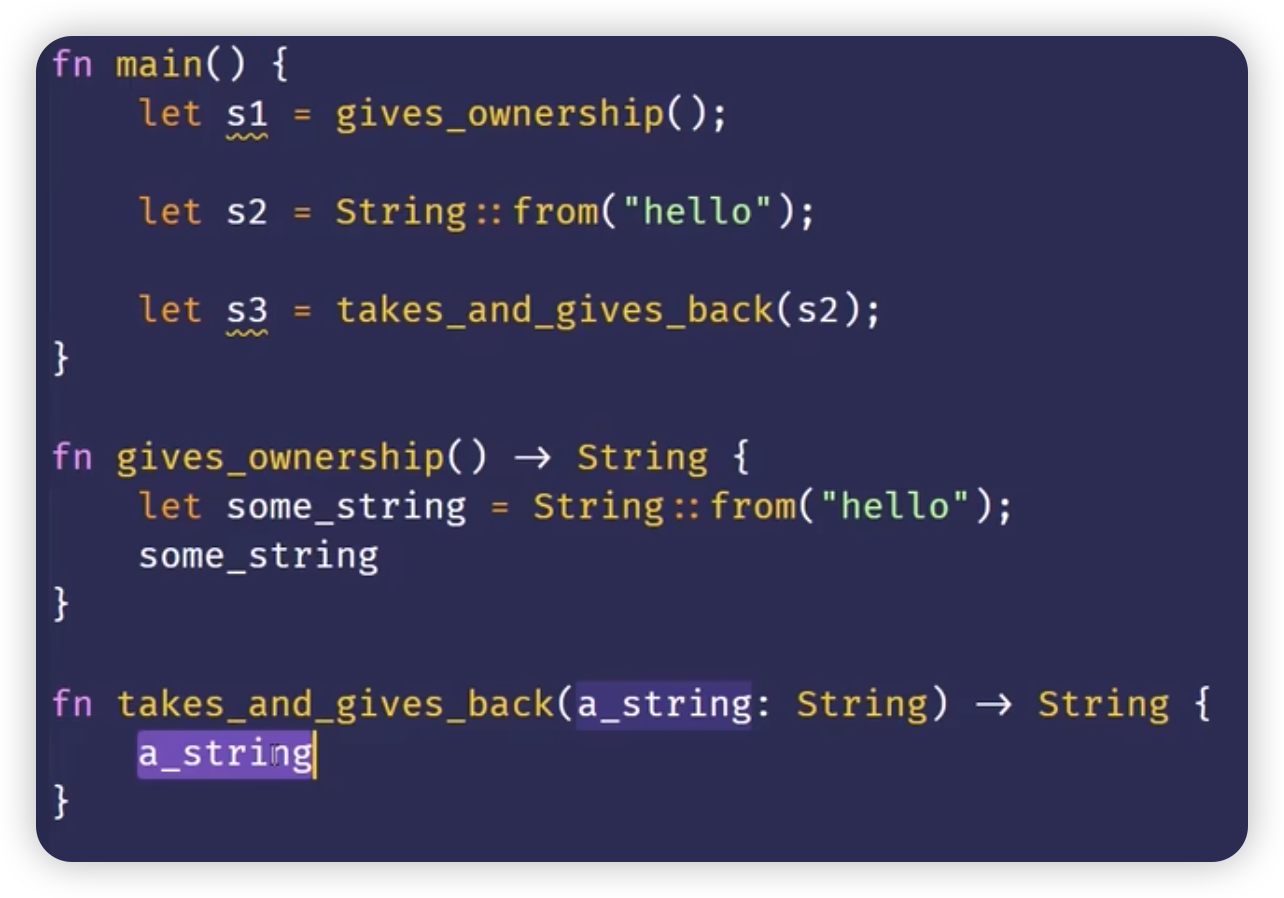 fn main() {
    let s1 = gives_ownership();
    let s2 = String::from("hello");
    let s3 = takes_and_gives_back(s2);
}
fn gives_ownership() -> String {
    let some_string = String::from("hello");
    some_string
}
fn takes_and_gives_back(a_string: String) -> String {
    a_string
}